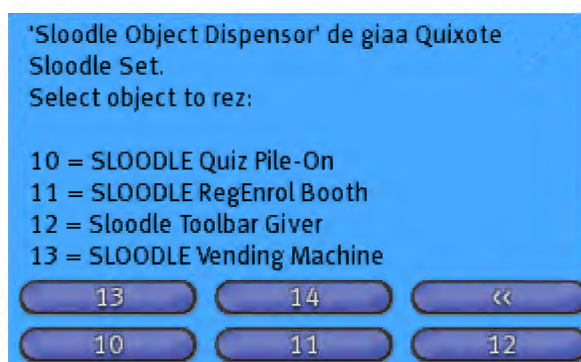 'Sloodle Object Dispensor' de giaa Quixote
Sloodle Set.
Select object to rez:
10 = SLOODLE Quiz Pile-On
11 = SLOODLE RegEnrol Booth
12 = Sloodle Toolbar Giver
13 = SLOODLE Vending Machine
13 14 <<
10 11 12